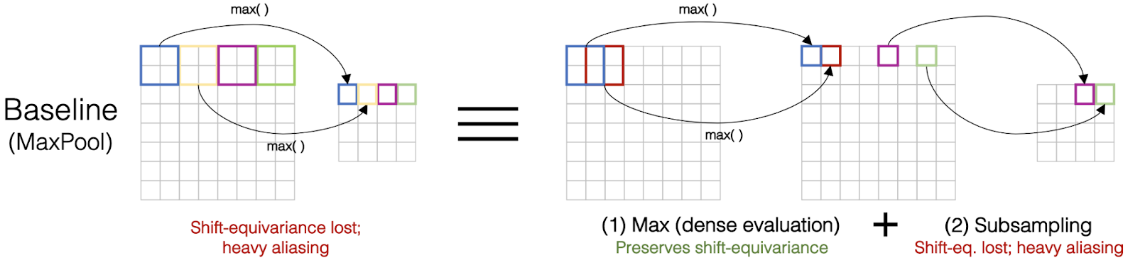 max( )
max( )
Baseline
(MaxPool)
max( )
max( )
Shift-equivariance lost;
heavy aliasing
(1) Max (dense evaluation)
Preserves shift-equivariance
+
(2) Subsampling
Shift-eq. lost; heavy aliasing